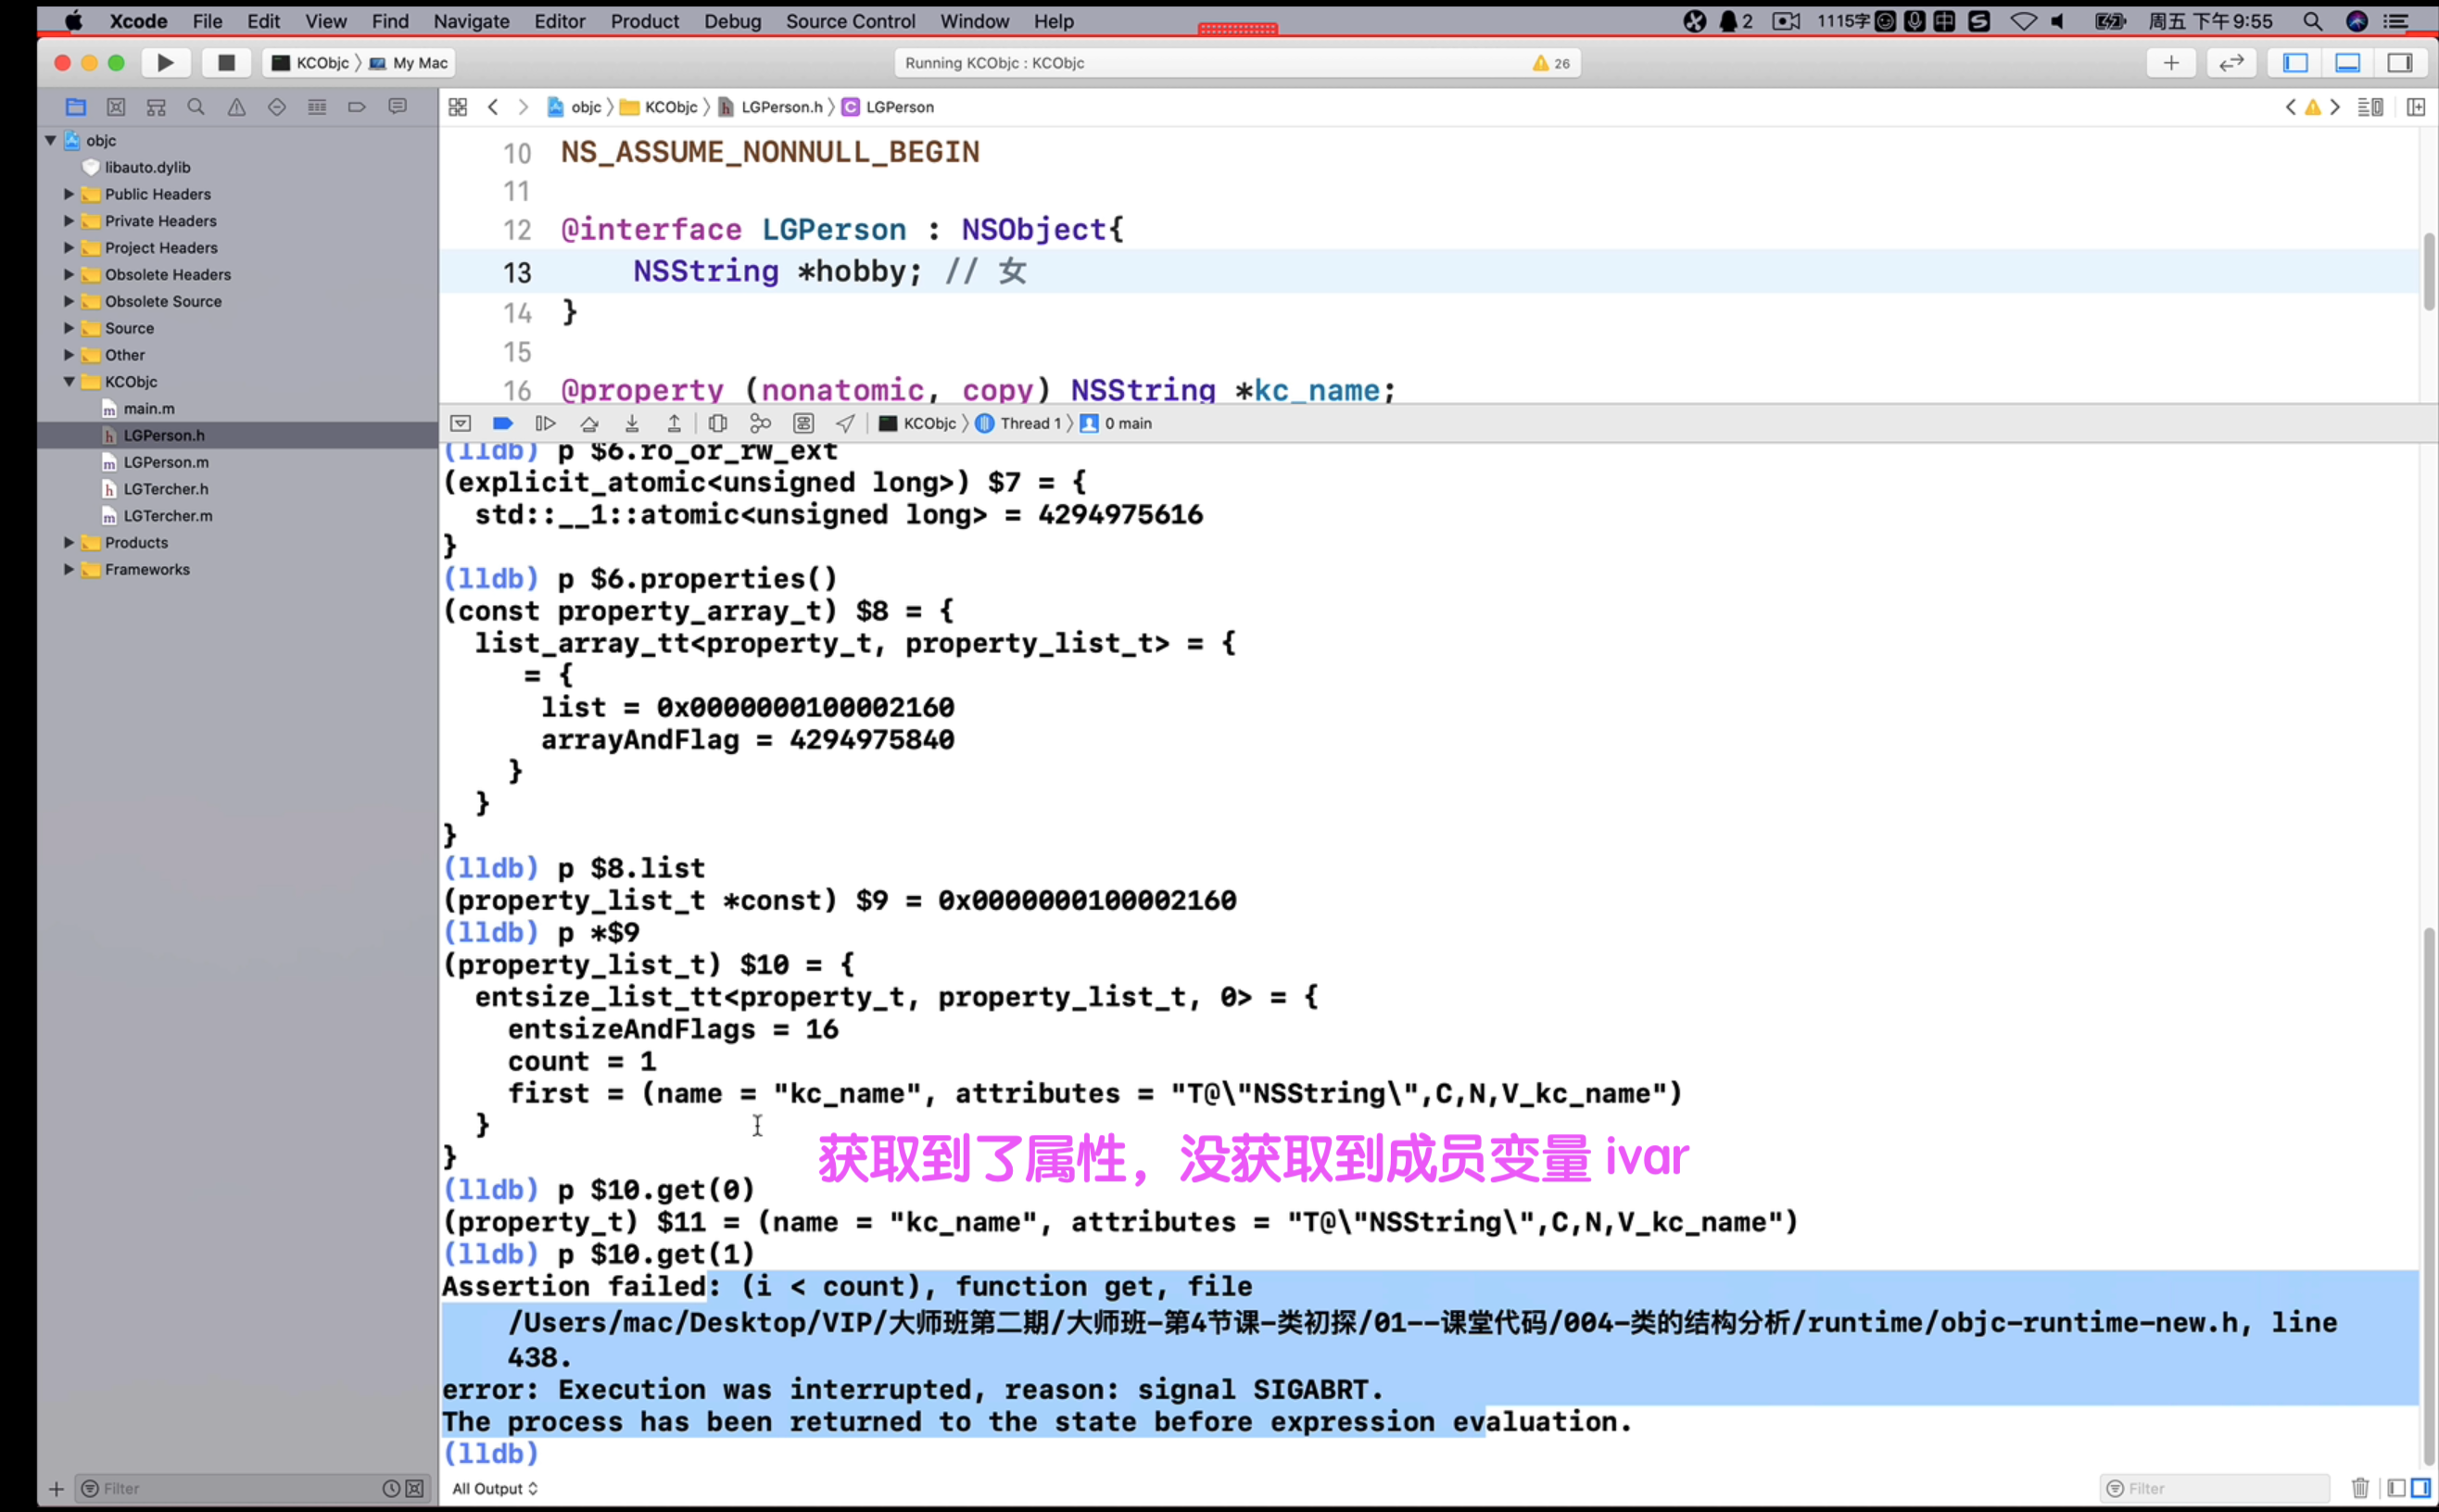 Xcode File Edit View Find Navigate Editor Product Debug Source Control Window Help 2 1115字 中 S 周五 下午9:55
KCObjc 〉 My Mac Running KCObjc : KCObjc 26
objc 〉 KCObjc 〉 h LGPerson.h 〉 C LGPerson
objc
libauto.dylib
Public Headers
Private Headers
Project Headers
Obsolete Headers
Obsolete Source
Source
Other
KCObjc
m main.m
h LGPerson.h
m LGPerson.m
h LGTercher.h
m LGTercher.m
Products
Frameworks
Filter
10 NS_ASSUME_NONNULL_BEGIN
11
12 @interface LGPerson : NSObject{
13 NSString *hobby; // 女
14 }
15
16 @property (nonatomic, copy) NSString *kc_name;
KCObjc 〉 Thread 1 〉 0 main
(lldb) p $6.ro_or_rw_ext
(explicit_atomic<unsigned long>) $7 = {
std::__1::atomic<unsigned long> = 4294975616
}
(lldb) p $6.properties()
(const property_array_t) $8 = {
list_array_tt<property_t, property_list_t> = {
= {
list = 0x0000000100002160
arrayAndFlag = 4294975840
}
}
}
(lldb) p $8.list
(property_list_t *const) $9 = 0x0000000100002160
(lldb) p *$9
(property_list_t) $10 = {
entsize_list_tt<property_t, property_list_t, 0> = {
entsizeAndFlags = 16
count = 1
first = (name = "kc_name", attributes = "T@\"NSString\",C,N,V_kc_name")
}
}
获取到了属性，没获取到成员变量 ivar
(lldb) p $10.get(0)
(property_t) $11 = (name = "kc_name", attributes = "T@\"NSString\",C,N,V_kc_name")
(lldb) p $10.get(1)
Assertion failed: (i < count), function get, file
/Users/mac/Desktop/VIP/大师班第二期/大师班-第4节课-类初探/01--课堂代码/004-类的结构分析/runtime/objc-runtime-new.h, line
438.
error: Execution was interrupted, reason: signal SIGABRT.
The process has been returned to the state before expression evaluation.
(lldb)
All Output Filter